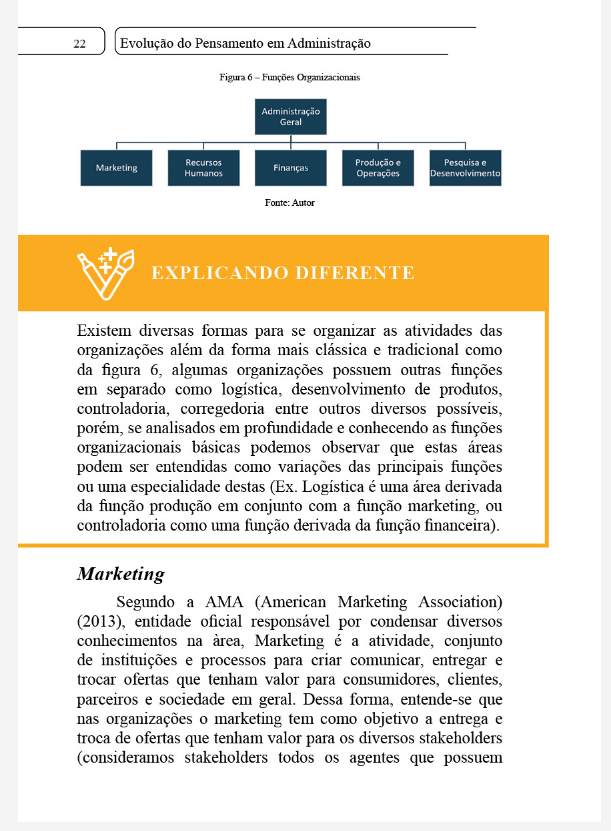 22
Evolução do Pensamento em Administração
Figura 6 – Funções Organizacionais
Administração
Geral
Marketing
Recursos
Humanos
Finanças
Produção e
Operações
Pesquisa e
Desenvolvimento
Fonte: Autor
EXPLICANDO DIFERENTE
Existem diversas formas para se organizar as atividades das
organizações além da forma mais clássica e tradicional como
da figura 6, algumas organizações possuem outras funções
em separado como logística, desenvolvimento de produtos,
controladoria, corregedoria entre outros diversos possíveis,
porém, se analisados em profundidade e conhecendo as funções
organizacionais básicas podemos observar que estas áreas
podem ser entendidas como variações das principais funções
ou uma especialidade destas (Ex. Logística é uma área derivada
da função produção em conjunto com a função marketing, ou
controladoria como uma função derivada da função financeira).
Marketing
Segundo a AMA (American Marketing Association)
(2013), entidade oficial responsável por condensar diversos
conhecimentos na àrea, Marketing é a atividade, conjunto
de instituições e processos para criar comunicar, entregar e
trocar ofertas que tenham valor para consumidores, clientes,
parceiros e sociedade em geral. Dessa forma, entende-se que
nas organizações o marketing tem como objetivo a entrega e
troca de ofertas que tenham valor para os diversos stakeholders
(consideramos stakeholders todos os agentes que possuem